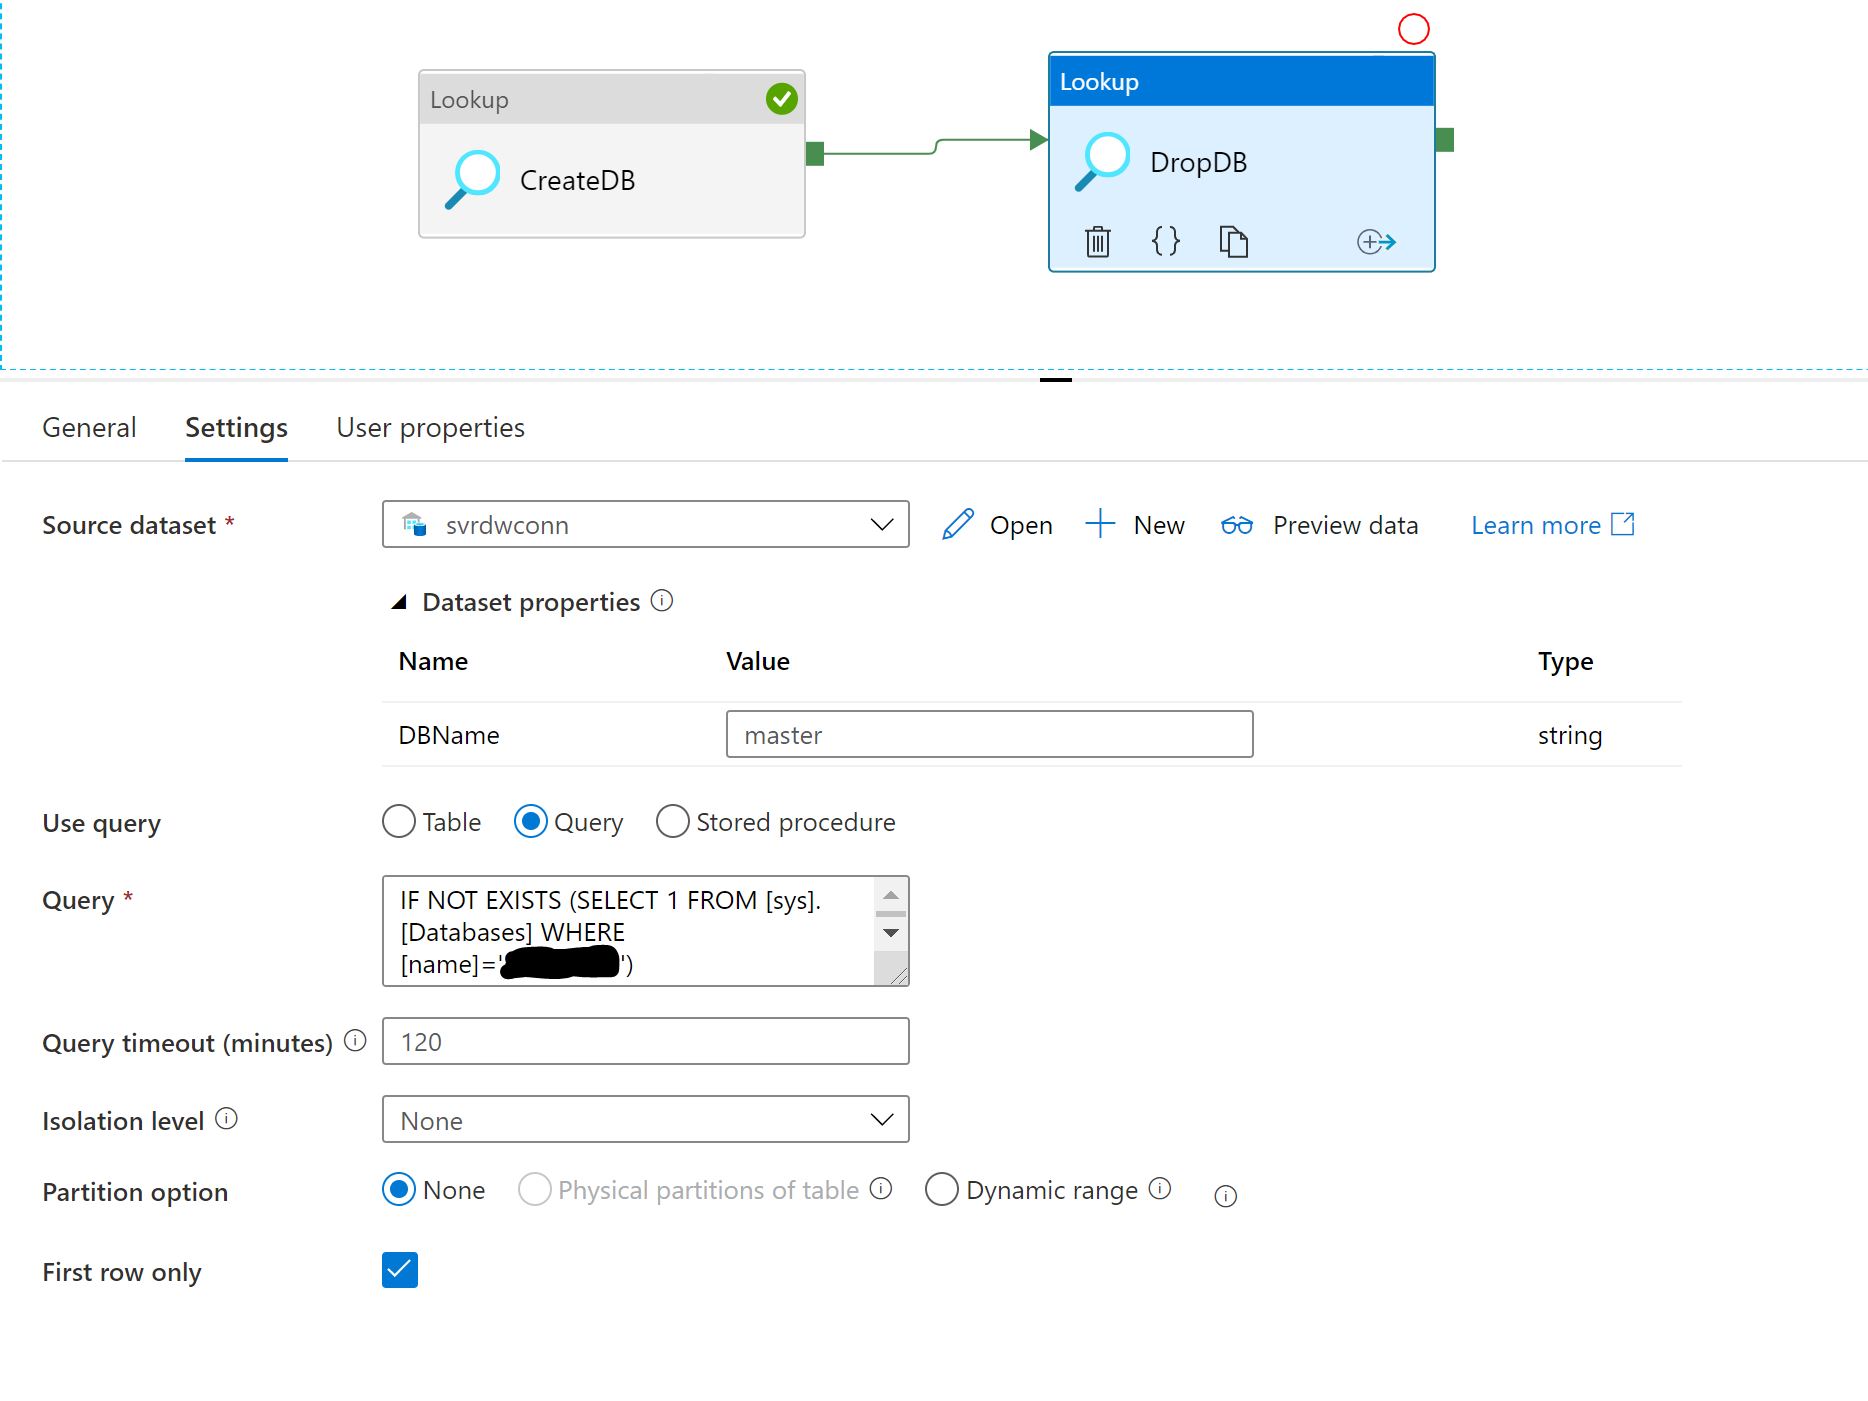 Lookup
CreateDB
Lookup
DropDB
General Settings User properties
Source dataset * svrdwconn Open New Preview data Learn more
Dataset properties
Name Value Type
DBName master string
Use query Table Query Stored procedure
Query * IF NOT EXISTS (SELECT 1 FROM [sys].
[Databases] WHERE
[name]=' ')
Query timeout (minutes) 120
Isolation level None
Partition option None Physical partitions of table Dynamic range
First row only